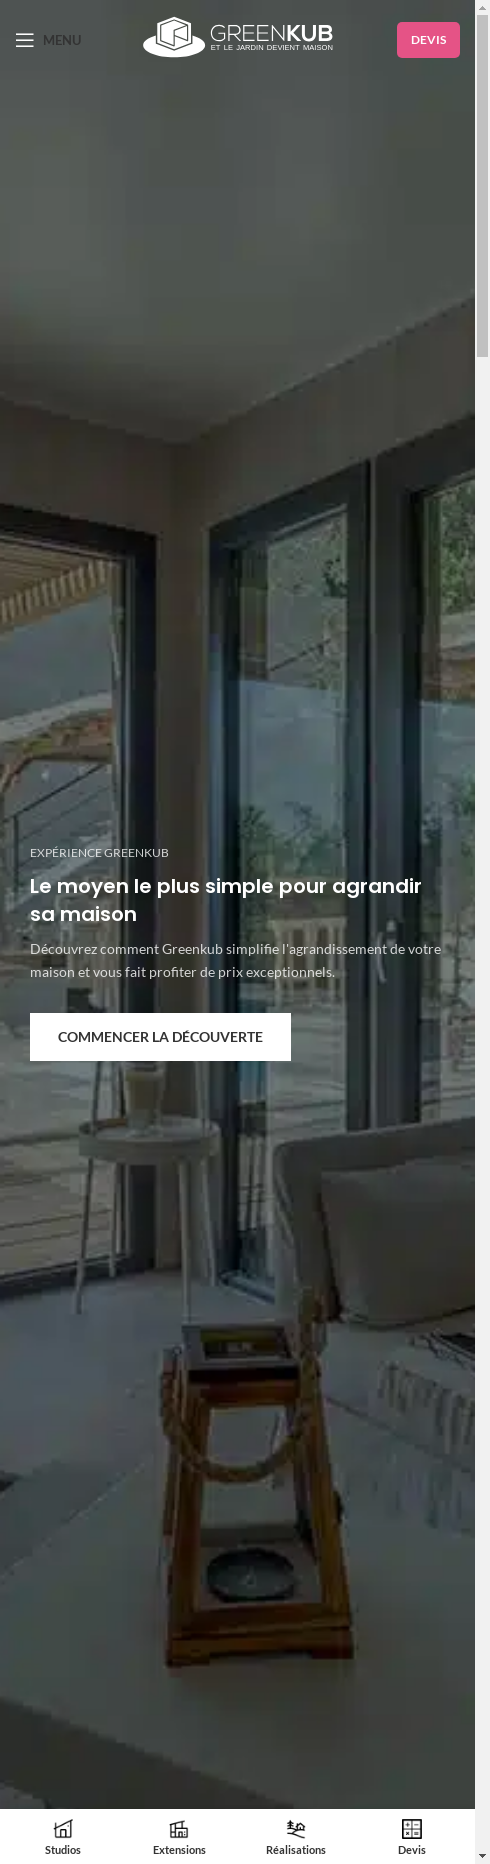 MENU
GREENKUB
ET LE JARDIN DEVIENT MAISON
DEVIS
EXPÉRIENCE GREENKUB
Le moyen le plus simple pour agrandir
sa maison
Découvrez comment Greenkub simplifie l'agrandissement de votre
maison et vous fait profiter de prix exceptionnels.
COMMENCER LA DÉCOUVERTE
Studios
Extensions
Réalisations
Devis